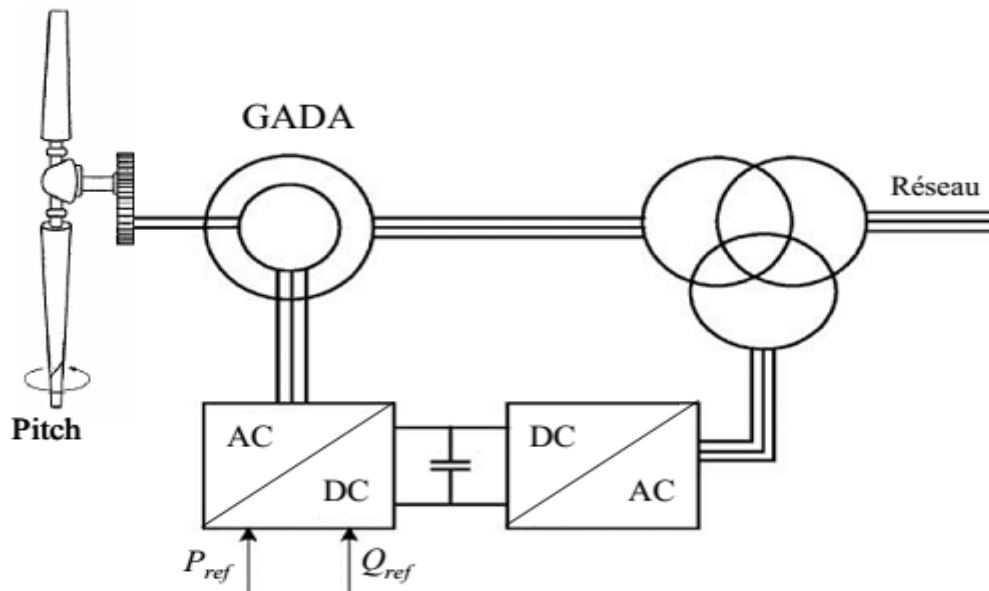 GADA
Réseau
Pitch
AC
DC
DC
AC
P_ref
Q_ref